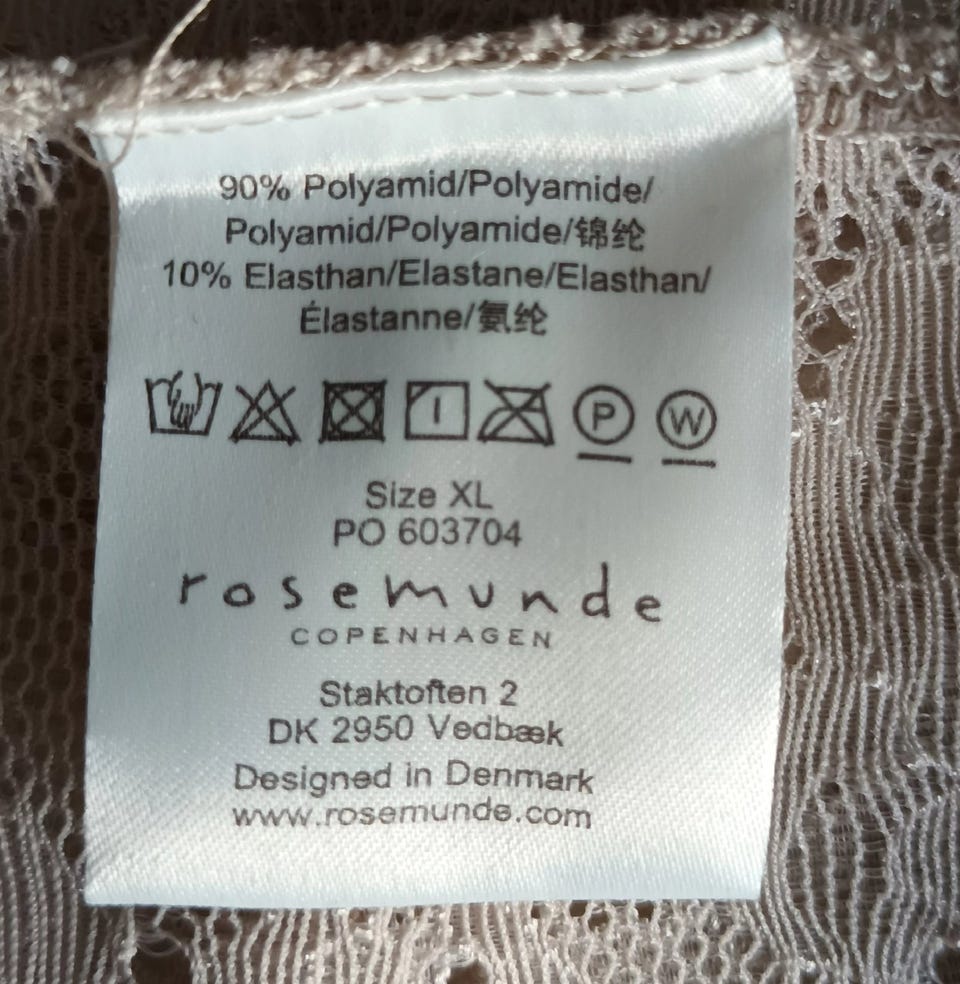 90% Polyamid/Polyamide/
Polyamid/Polyamide/锦纶
10% Elasthan/Elastane/Elasthan/
Élastanne/氨纶
P W
Size XL
PO 603704
rosemunde
COPENHAGEN
Staktoften 2
DK 2950 Vedbæk
Designed in Denmark
www.rosemunde.com